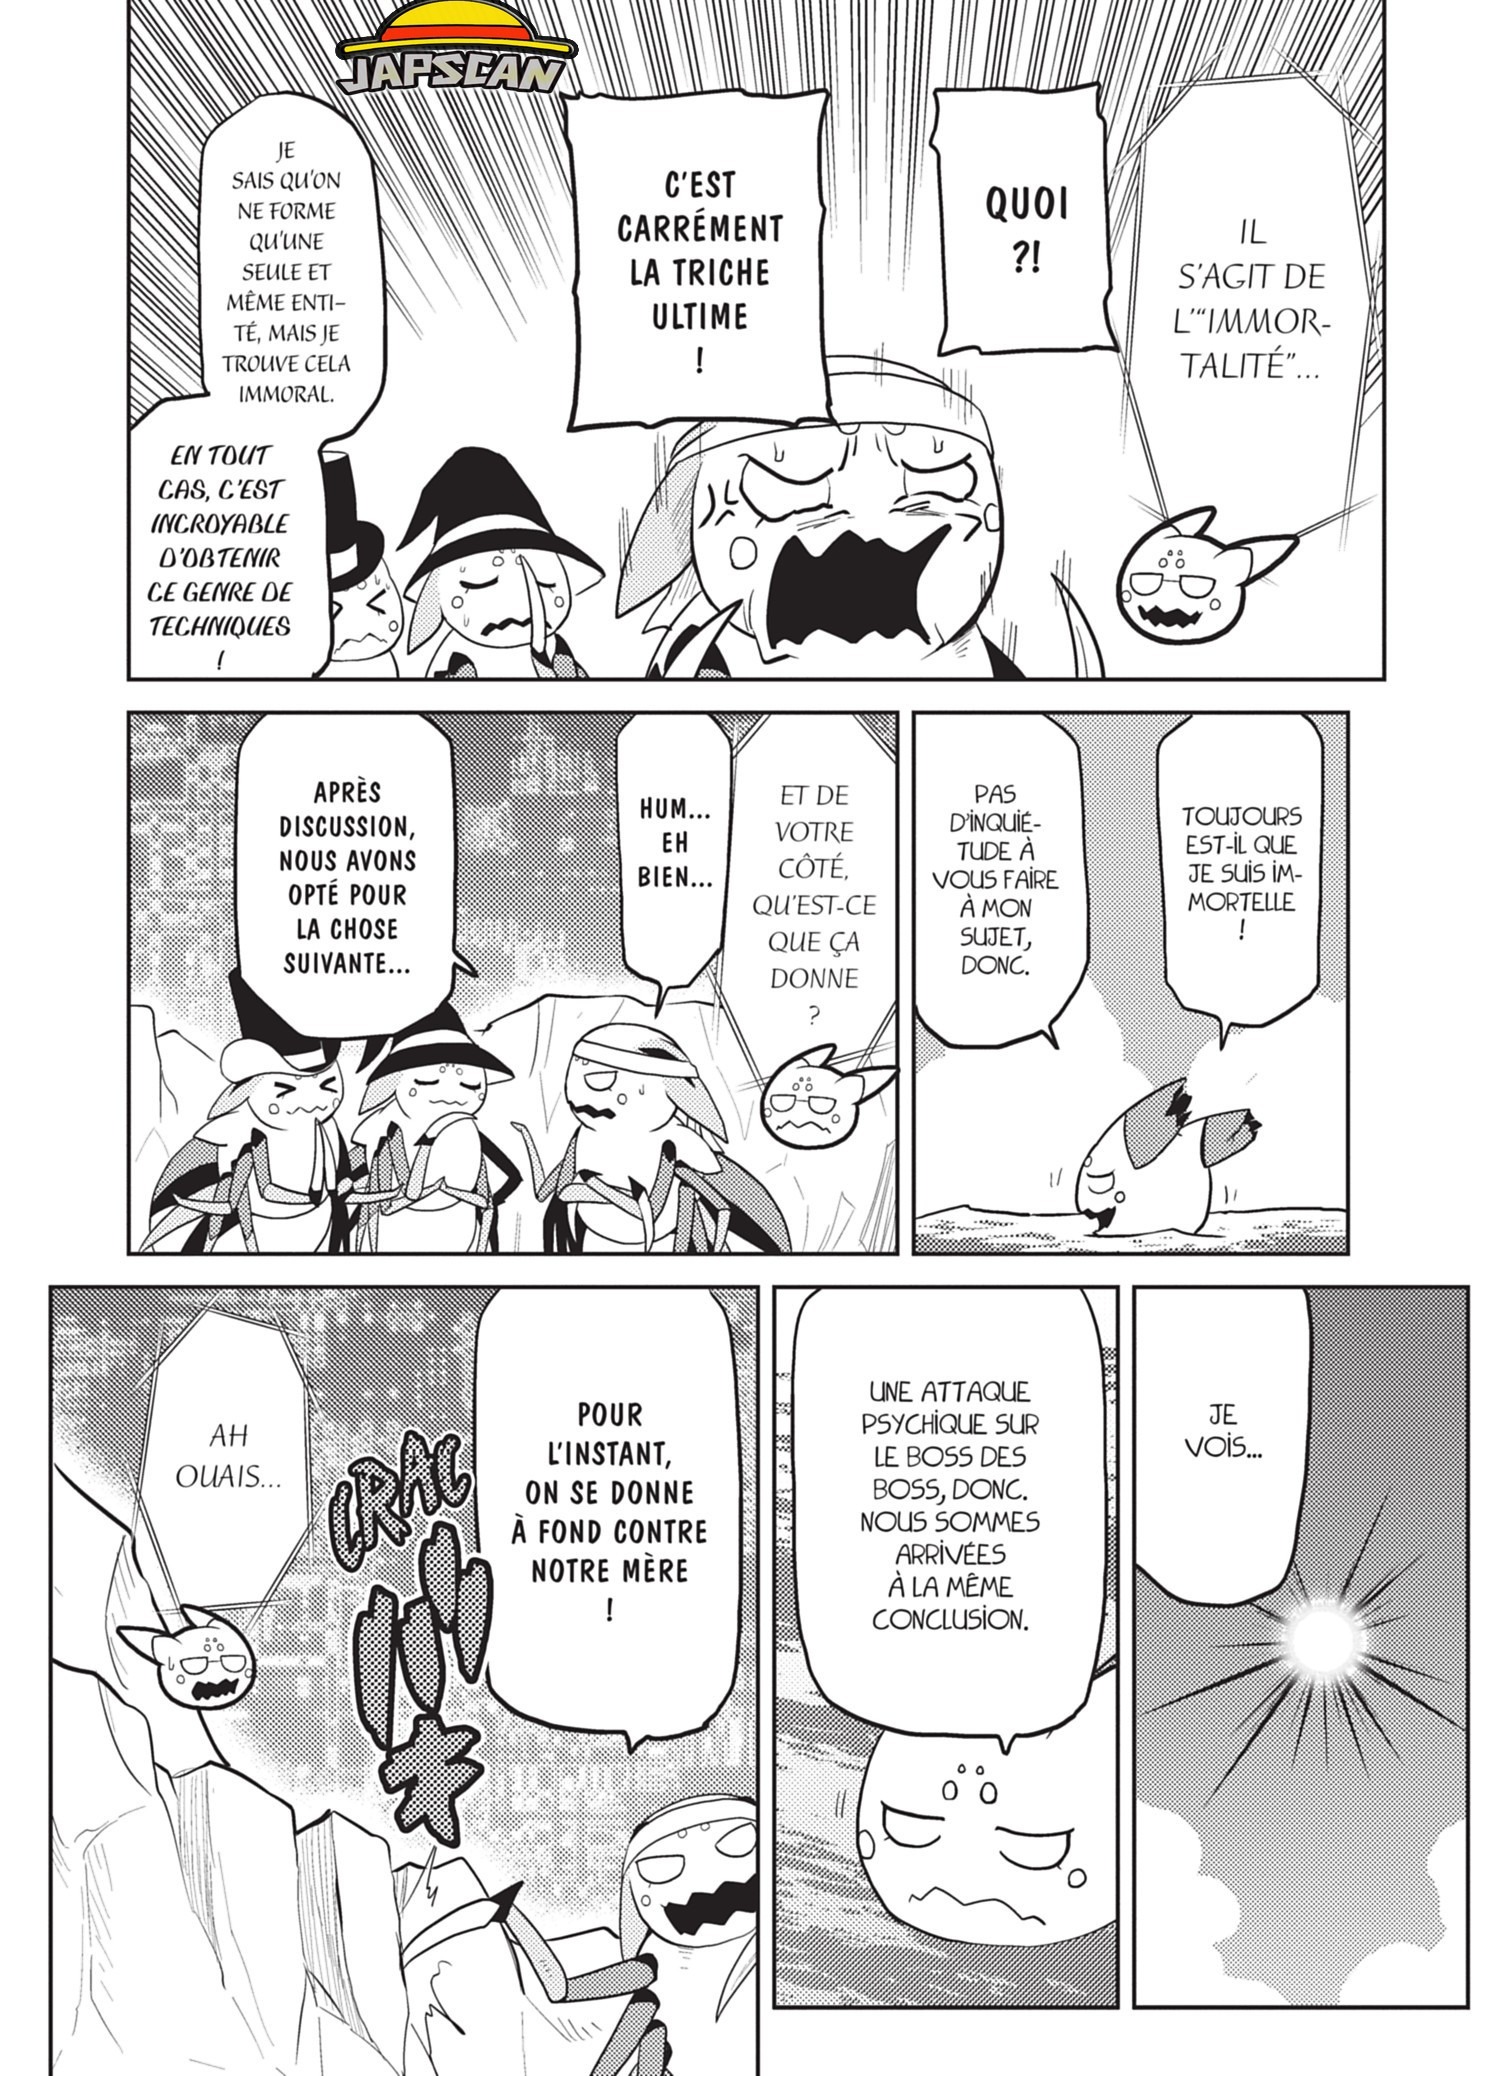 JAPSCAN
IL
S'AGIT DE
L'“IMMOR-
TALITÉ”...
QUOI
?!
C'EST
CARRÉMENT
LA TRICHE
ULTIME
!
JE
SAIS QU'ON
NE FORME
QU'UNE
SEULE ET
MÊME ENTI-
TÉ, MAIS JE
TROUVE CELA
IMMORAL.
EN TOUT
CAS, C'EST
INCROYABLE
D'OBTENIR
CE GENRE DE
TECHNIQUES
!
TOUJOURS
EST-IL QUE
JE SUIS IM-
MORTELLE
!
PAS
D'INQUIÉ-
TUDE À
VOUS FAIRE
À MON
SUJET,
DONC.
ET DE
VOTRE
CÔTÉ,
QU'EST-CE
QUE ÇA
DONNE
?
HUM...
EH
BIEN...
APRÈS
DISCUSSION,
NOUS AVONS
OPTÉ POUR
LA CHOSE
SUIVANTE...
JE
VOIS...
UNE ATTAQUE
PSYCHIQUE SUR
LE BOSS DES
BOSS, DONC.
NOUS SOMMES
ARRIVÉES
À LA MÊME
CONCLUSION.
POUR
L'INSTANT,
ON SE DONNE
À FOND CONTRE
NOTRE MÈRE
!
CRAC
AH
OUAIS...